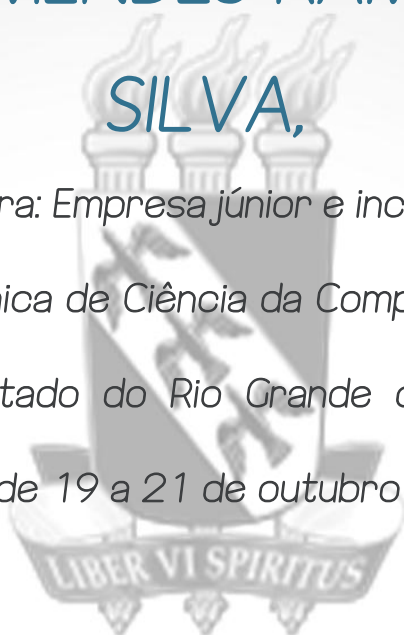 SILVA,
ra: Empresa júnior e inc
ica de Ciência da Comp
tado do Rio Grande
de 19 a 21 de outubro
LIBER VI SPIRITUS